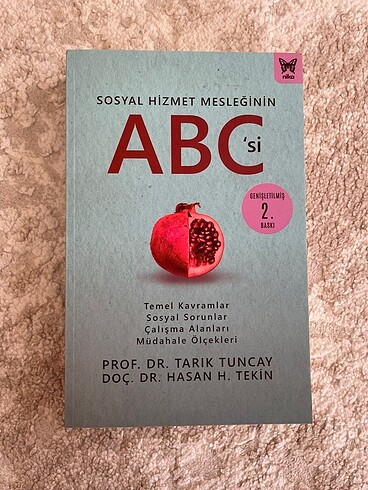 nika
SOSYAL HİZMET MESLEĞİNİN
ABC'si
GENİŞLETİLMİŞ
2.
BASKI
Temel Kavramlar
Sosyal Sorunlar
Çalışma Alanları
Müdahale Ölçekleri
PROF. DR. TARIK TUNCAY
DOÇ. DR. HASAN H. TEKİN